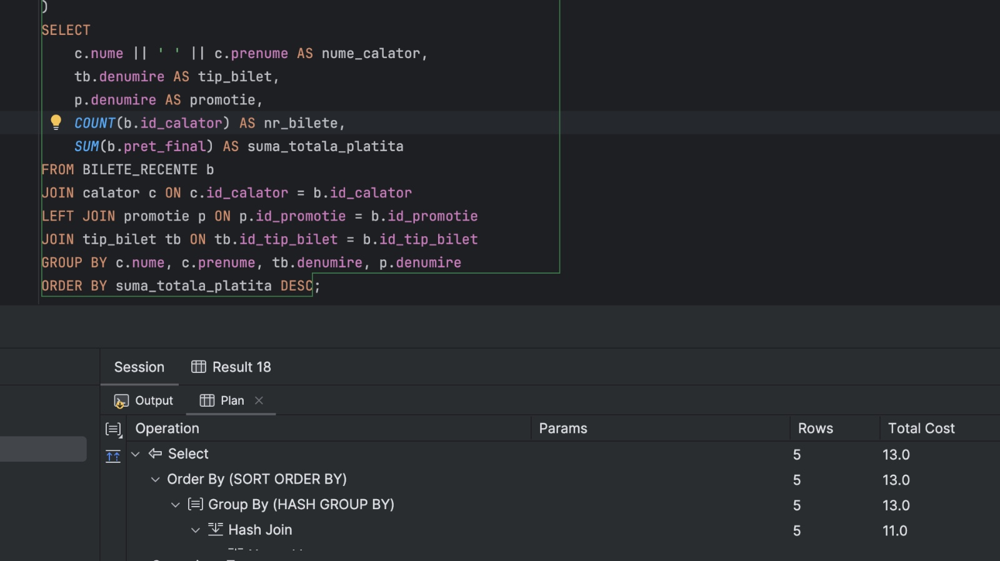 )
SELECT
c.nume || ' ' || c.prenume AS nume_calator,
tb.denumire AS tip_bilet,
p.denumire AS promotie,
COUNT(b.id_calator) AS nr_bilete,
SUM(b.pret_final) AS suma_totala_platita
FROM BILETE_RECENTE b
JOIN calator c ON c.id_calator = b.id_calator
LEFT JOIN promotie p ON p.id_promotie = b.id_promotie
JOIN tip_bilet tb ON tb.id_tip_bilet = b.id_tip_bilet
GROUP BY c.nume, c.prenume, tb.denumire, p.denumire
ORDER BY suma_totala_platita DESC;
Session Result 18
Output Plan
Operation Params Rows Total Cost
Select 5 13.0
Order By (SORT ORDER BY) 5 13.0
Group By (HASH GROUP BY) 5 13.0
Hash Join 5 11.0